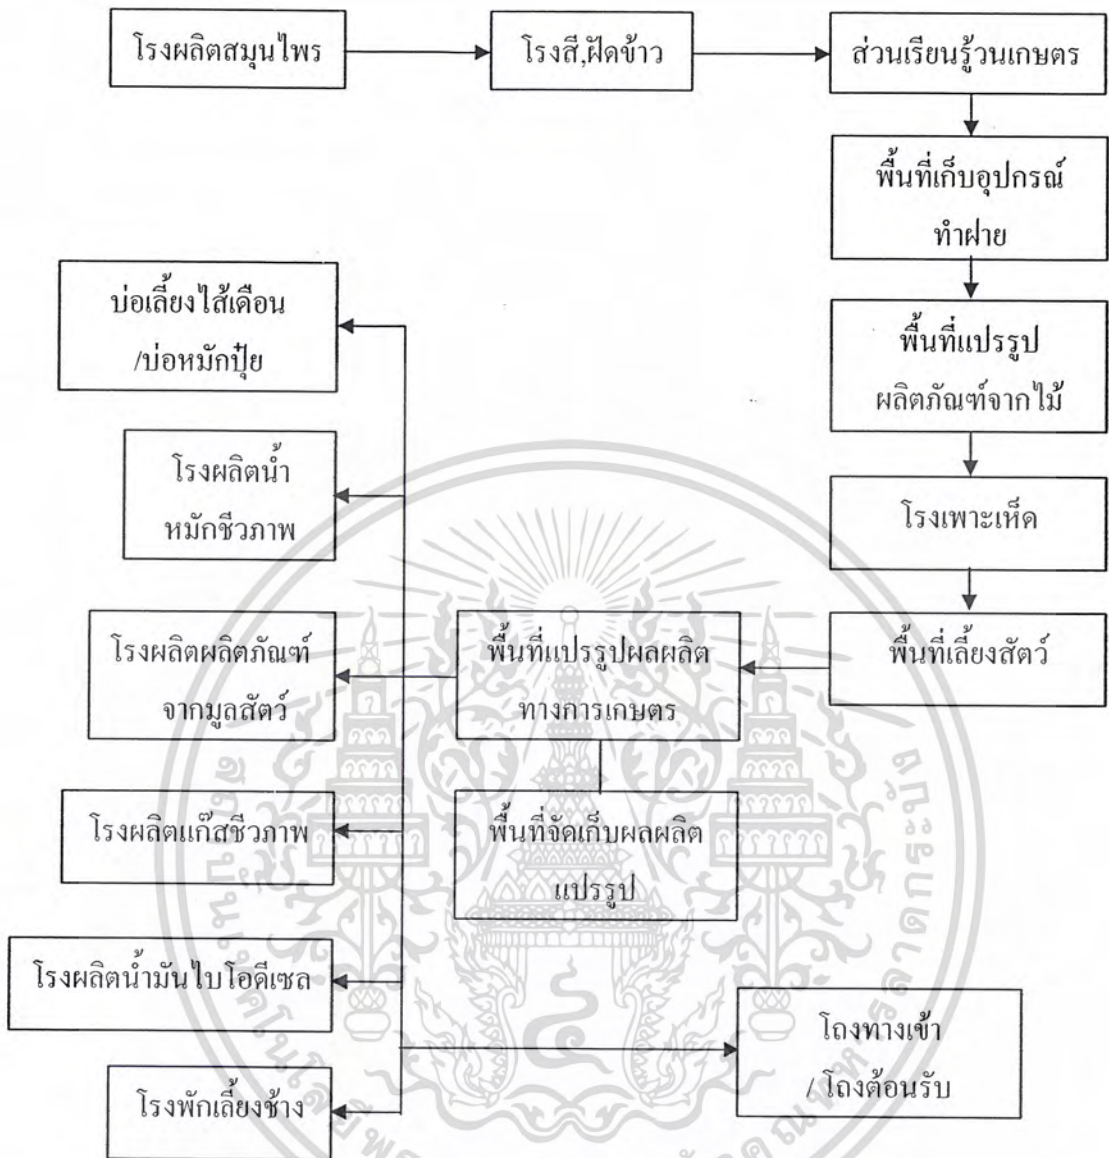 โรงผลิตสมุนไพร
โรงสี,ฝัดข้าว
ส่วนเรียนรู้วนเกษตร
พื้นที่เก็บอุปกรณ์
ทำฝาย
บ่อเลี้ยงไส้เดือน
/บ่อหมักปุ๋ย
พื้นที่แปรรูป
ผลิตภัณฑ์จากไม้
โรงผลิตน้ำ
หมักชีวภาพ
โรงเพาะเห็ด
โรงผลิตผลิตภัณฑ์
จากมูลสัตว์
พื้นที่แปรรูปผลผลิต
ทางการเกษตร
พื้นที่เลี้ยงสัตว์
โรงผลิตแก๊สชีวภาพ
พื้นที่จัดเก็บผลผลิต
แปรรูป
โรงผลิตน้ำมันไบโอดีเซล
โถงทางเข้า
/ โถงต้อนรับ
โรงพักเลี้ยงช้าง